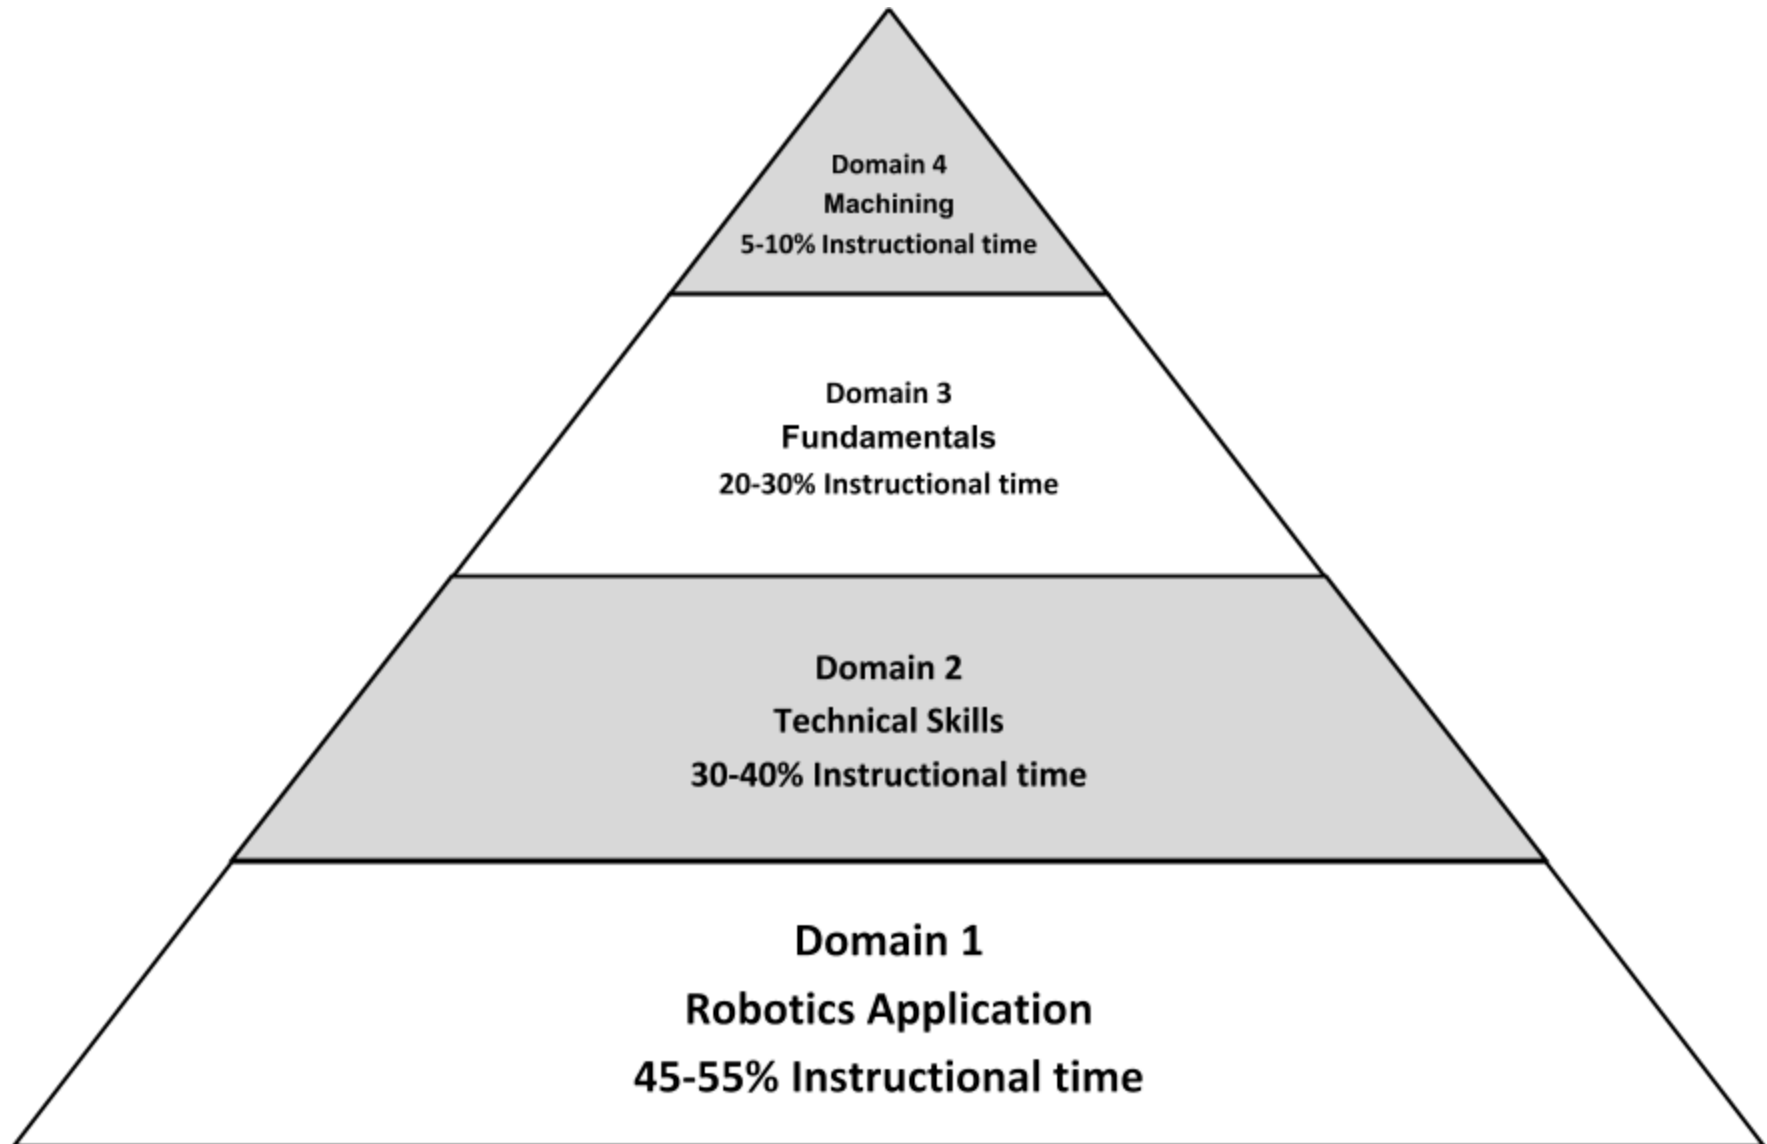 Domain 4
Machining
5-10% Instructional time
Domain 3
Fundamentals
20-30% Instructional time
Domain 2
Technical Skills
30-40% Instructional time
Domain 1
Robotics Application
45-55% Instructional time